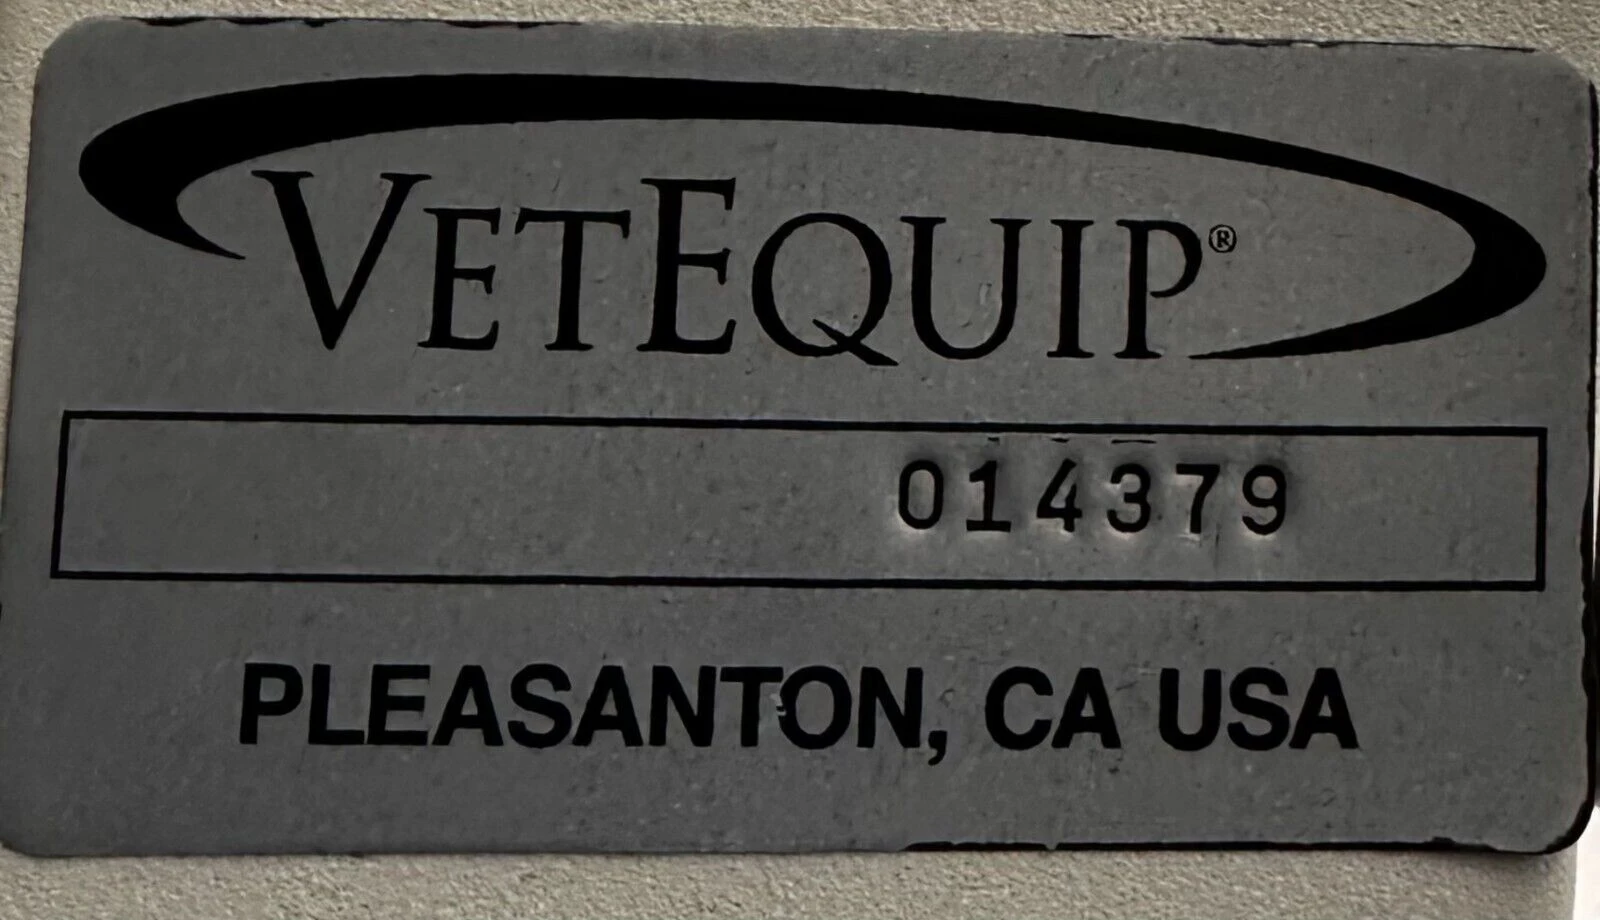 VETEQUIP®
014379
PLEASANTON, CA USA